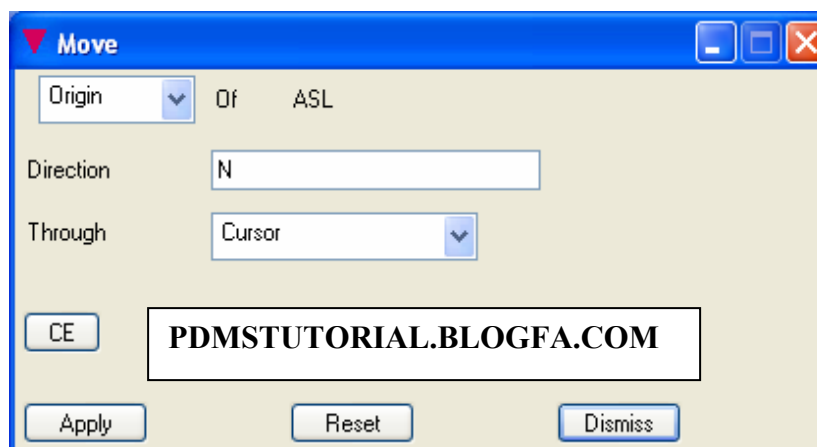 Move
Origin Of ASL
Direction N
Through Cursor
CE PDMSTUTORIAL.BLOGFA.COM
Apply Reset Dismiss